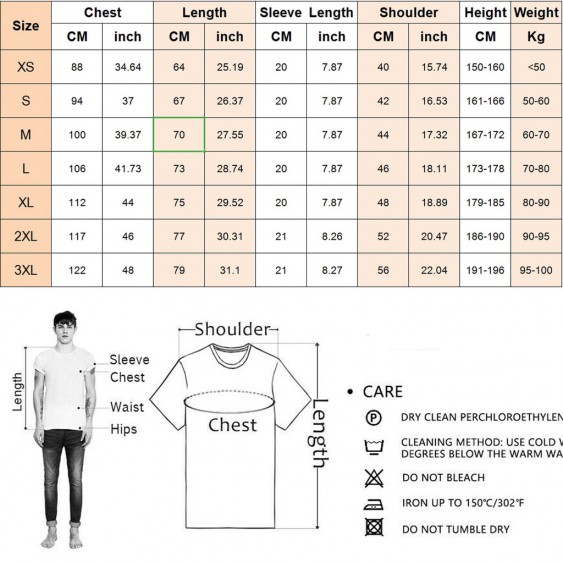 Size Chest Length Sleeve Length Shoulder Height Weight
CM inch CM inch CM inch CM inch CM Kg
XS 88 34.64 64 25.19 20 7.87 40 15.74 150-160 <50
S 94 37 67 26.37 20 7.87 42 16.53 161-166 50-60
M 100 39.37 70 27.55 20 7.87 44 17.32 167-172 60-70
L 106 41.73 73 28.74 20 7.87 46 18.11 173-178 70-80
XL 112 44 75 29.52 20 7.87 48 18.89 179-185 80-90
2XL 117 46 77 30.31 21 8.26 52 20.47 186-190 90-95
3XL 122 48 79 31.1 21 8.27 56 22.04 191-196 95-100
Length
Sleeve
Chest
Waist
Hips
Shoulder
Chest
Length
• CARE
P DRY CLEAN PERCHLOROETHYLEN
CLEANING METHOD: USE COLD
DEGREES BELOW THE WARM WA
DO NOT BLEACH
IRON UP TO 150℃/302℉
DO NOT TUMBLE DRY